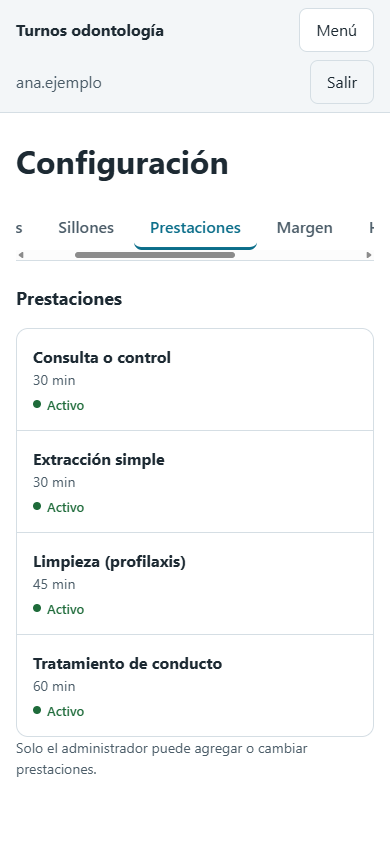 Turnos odontología
Menú
ana.ejemplo
Salir
Configuración
s Sillones Prestaciones Margen
Prestaciones
Consulta o control
30 min
Activo
Extracción simple
30 min
Activo
Limpieza (profilaxis)
45 min
Activo
Tratamiento de conducto
60 min
Activo
Solo el administrador puede agregar o cambiar
prestaciones.